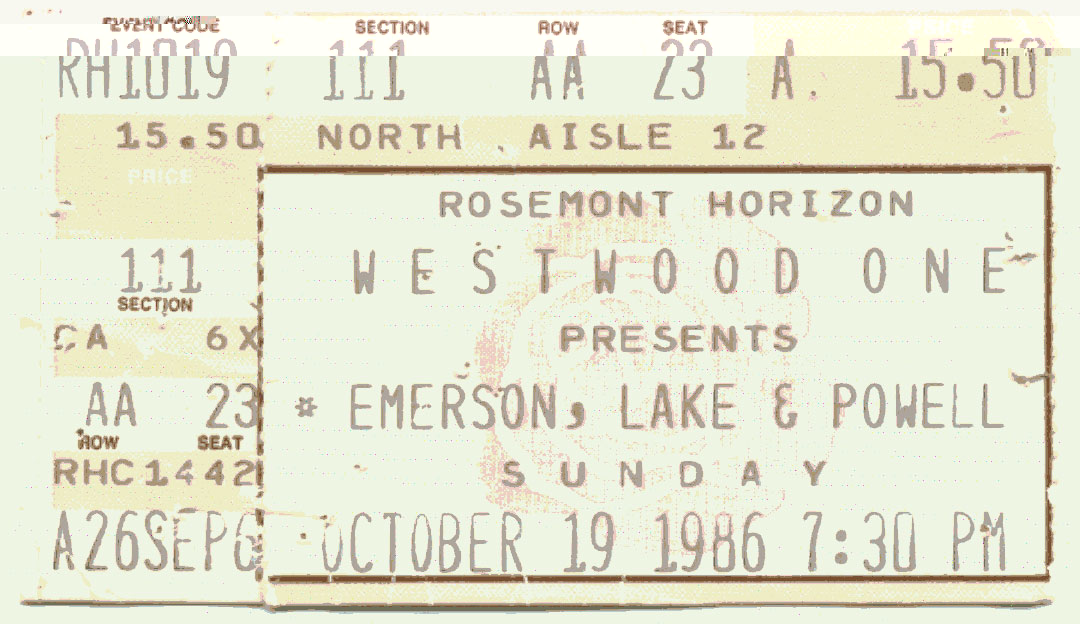 EVENT CODE SECTION ROW SEAT
RH1019 111 AA 23 A. 15.50
15.50 NORTH AISLE 12
PRICE
ROSEMONT HORIZON
111 WESTWOOD ONE
SECTION
CA 6X PRESENTS
AA 23 * EMERSON, LAKE & POWELL
ROW SEAT
RHC1442 SUNDAY
A26SEP6 OCTOBER 19 1986 7:30 PM